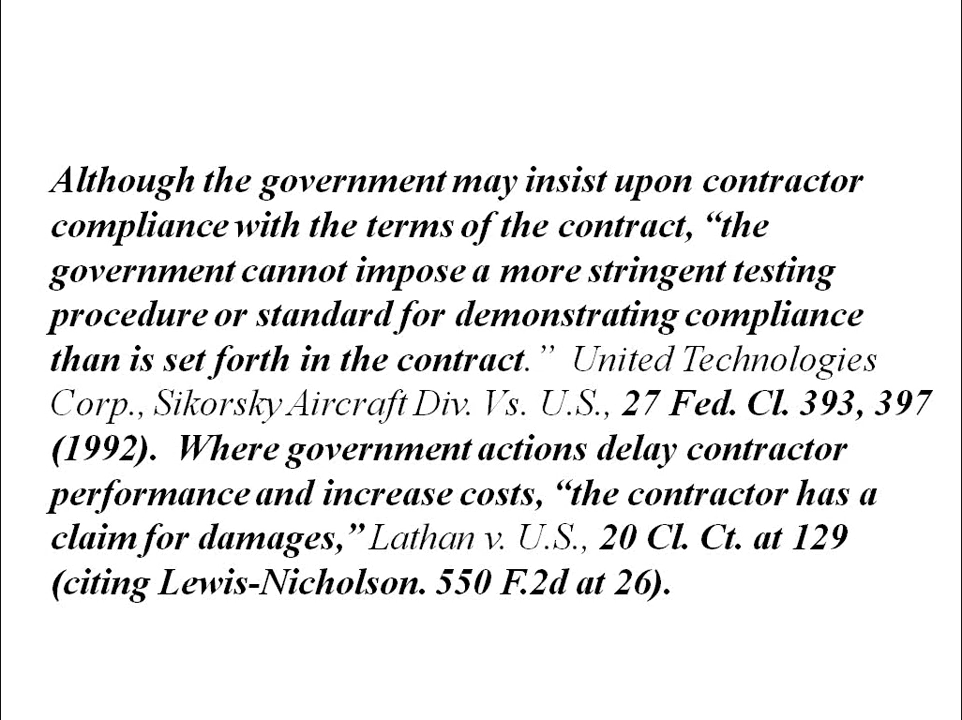 Although the government may insist upon contractor
compliance with the terms of the contract, “the
government cannot impose a more stringent testing
procedure or standard for demonstrating compliance
than is set forth in the contract.”  United Technologies
Corp., Sikorsky Aircraft Div. Vs. U.S., 27 Fed. Cl. 393, 397
(1992).  Where government actions delay contractor
performance and increase costs, “the contractor has a
claim for damages,” Lathan v. U.S., 20 Cl. Ct. at 129
(citing Lewis-Nicholson. 550 F.2d at 26).